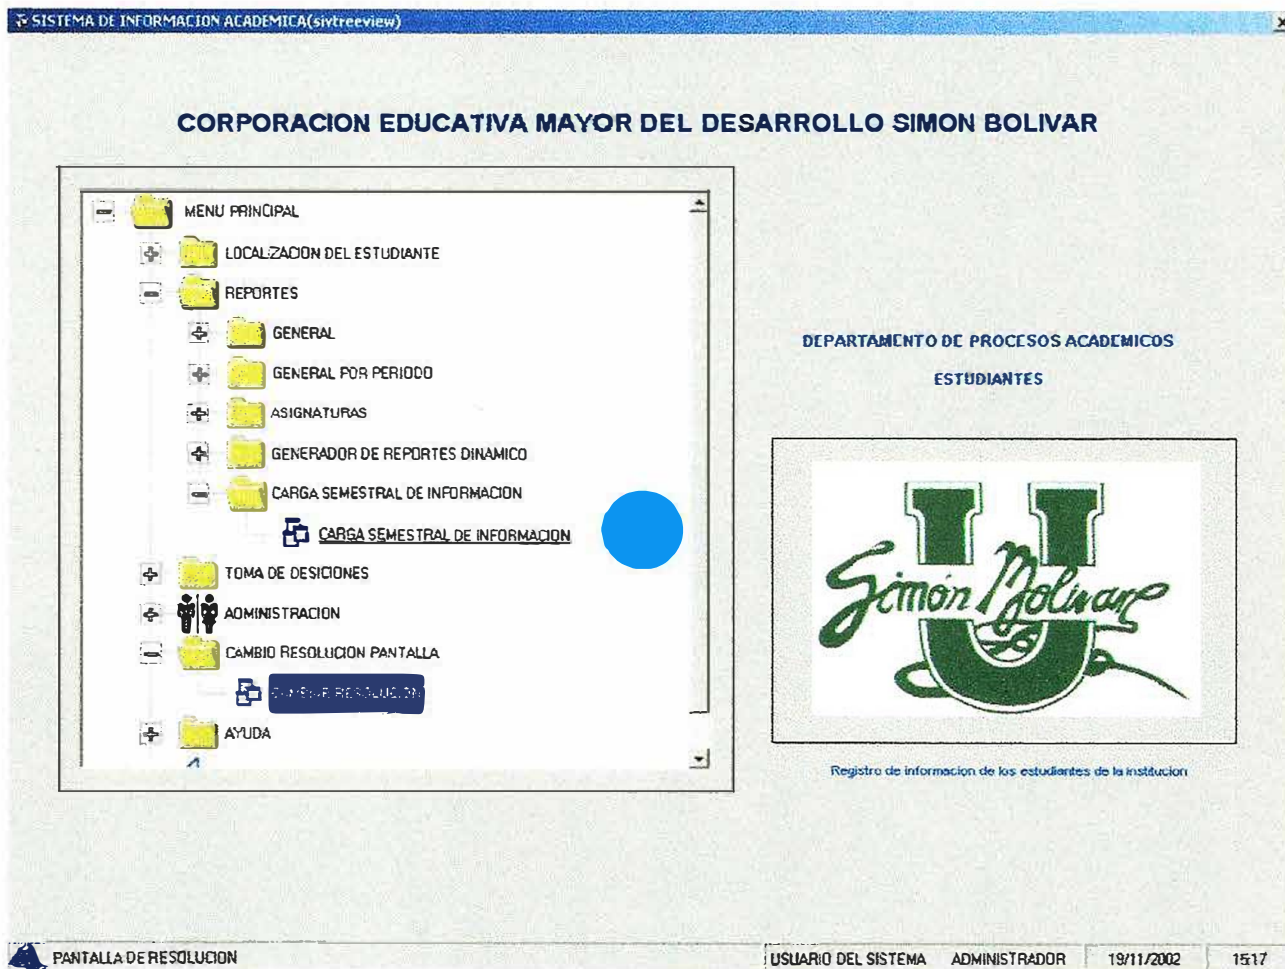 SISTEMA DE INFORMACION ACADEMICA(sivtreeview)
CORPORACION EDUCATIVA MAYOR DEL DESARROLLO SIMON BOLIVAR
MENU PRINCIPAL
LOCALIZACION DEL ESTUDIANTE
REPORTES
GENERAL
GENERAL POR PERIODO
ASIGNATURAS
GENERADOR DE REPORTES DINAMICO
CARGA SEMESTRAL DE INFORMACION
CARGA SEMESTRAL DE INFORMACION
TOMA DE DESICIONES
ADMINISTRACION
CAMBIO RESOLUCION PANTALLA
CAMBIAR RESOLUCION
AYUDA
DEPARTAMENTO DE PROCESOS ACADEMICOS
ESTUDIANTES
U
Simón Bolivar
Registro de informacion de los estudiantes de la institucion
PANTALLA DE RESOLUCION
USUARIO DEL SISTEMA ADMINISTRADOR 19/11/2002 15:17